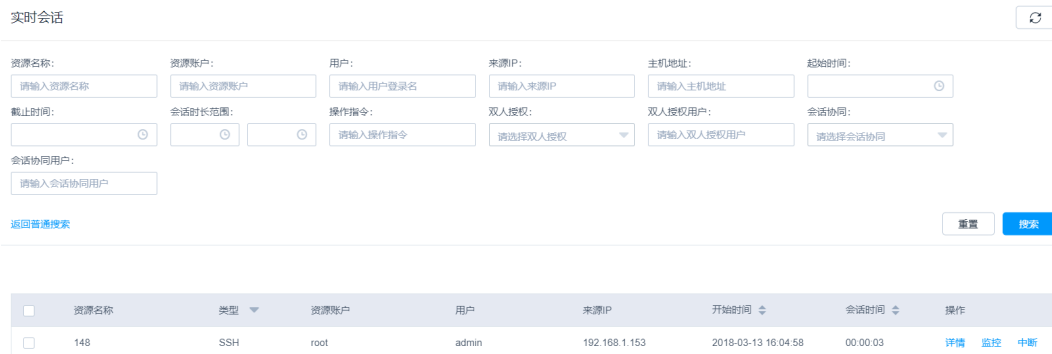 实时会话
资源名称: 资源账户: 用户: 来源IP: 主机地址: 起始时间:
请输入资源名称 请输入资源账户 请输入用户登录名 请输入来源IP 请输入主机地址
截止时间: 会话时长范围: 操作指令: 双人授权: 双人授权用户: 会话协同:
请输入操作指令 请选择双人授权 请输入双人授权用户 请选择会话协同
会话协同用户:
请输入会话协同用户
返回普通搜索 重置 搜索
资源名称 类型 资源账户 用户 来源IP 开始时间 会话时间 操作
148 SSH root admin 192.168.1.153 2018-03-13 16:04:58 00:00:03 详情 监控 中断